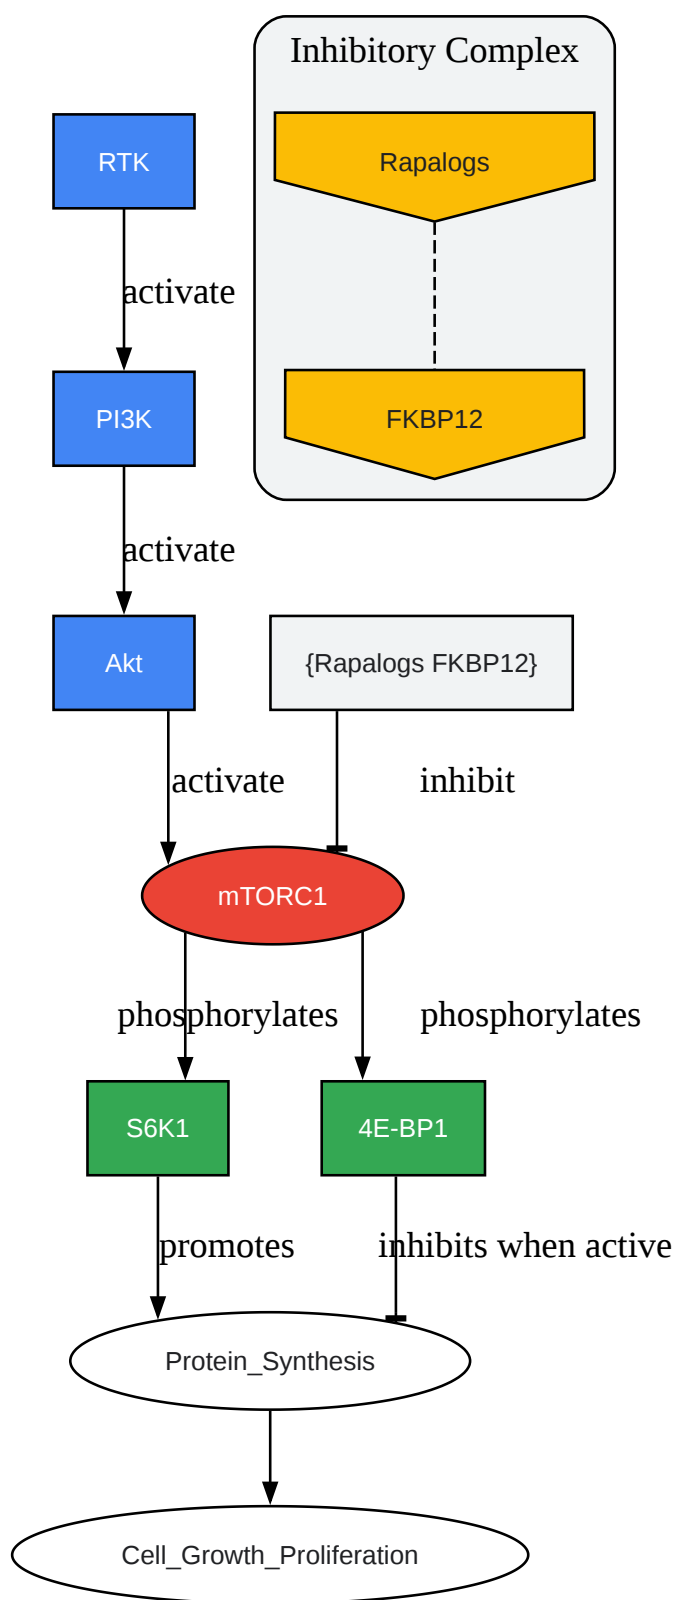 Inhibitory Complex
RTK
Rapalogs
activate
PI3K
FKBP12
activate
Akt
{Rapalogs FKBP12}
activate
inhibit
mTORC1
phosphorylates
phosphorylates
S6K1
4E-BP1
promotes
inhibits when active
Protein_Synthesis
Cell_Growth_Proliferation